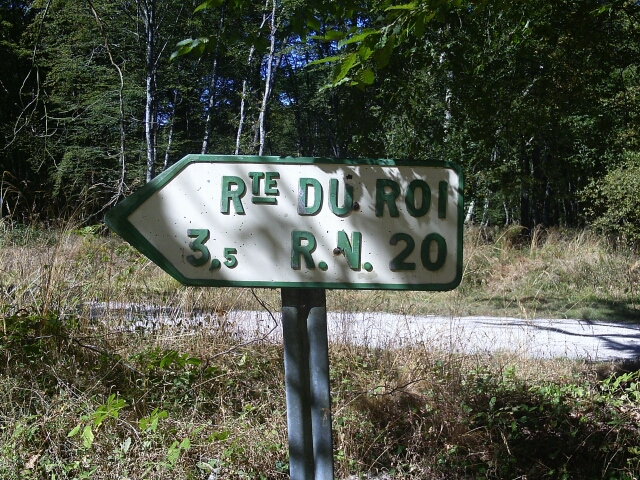 RTE DU ROI
3,5 R.N. 20